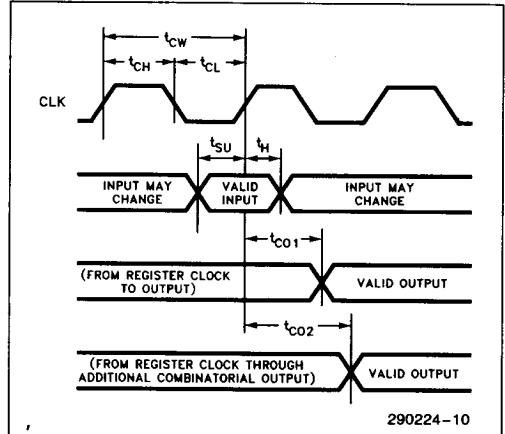 tCW
tCH
tCL
CLK
tSU
tH
INPUT MAY
CHANGE
VALID
INPUT
INPUT MAY
CHANGE
tCO1
(FROM REGISTER CLOCK
TO OUTPUT)
VALID OUTPUT
tCO2
(FROM REGISTER CLOCK THROUGH
ADDITIONAL COMBINATORIAL OUTPUT)
VALID OUTPUT
290224-10